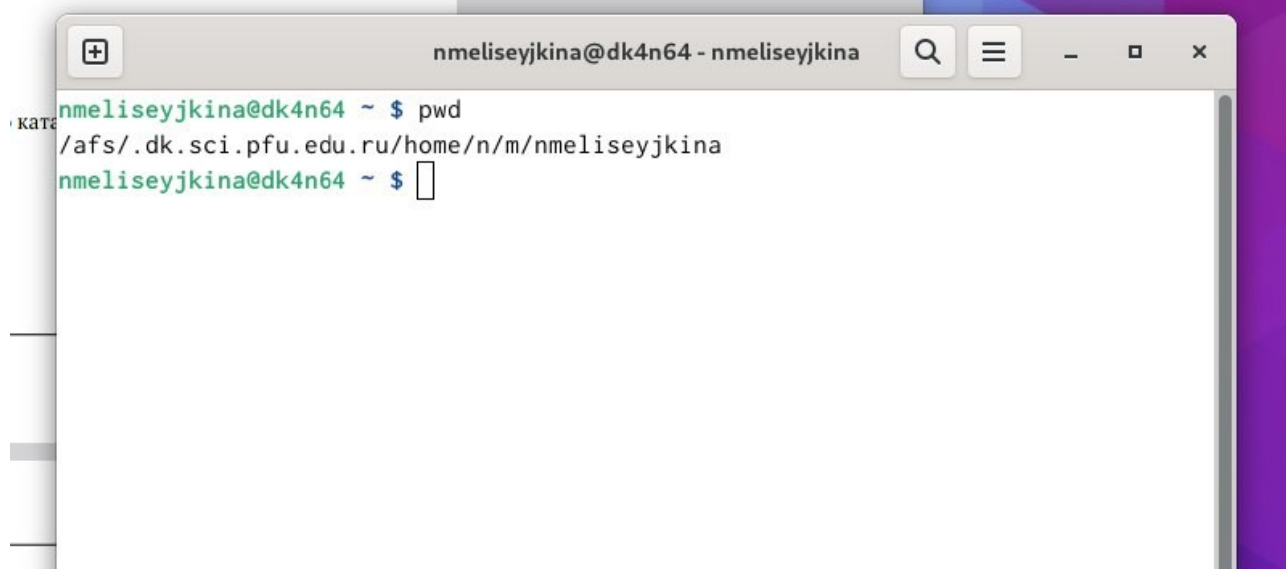 nmeliseyjkina@dk4n64 - nmeliseyjkina
nmeliseyjkina@dk4n64 ~ $ pwd
/afs/.dk.sci.pfu.edu.ru/home/n/m/nmeliseyjkina
nmeliseyjkina@dk4n64 ~ $